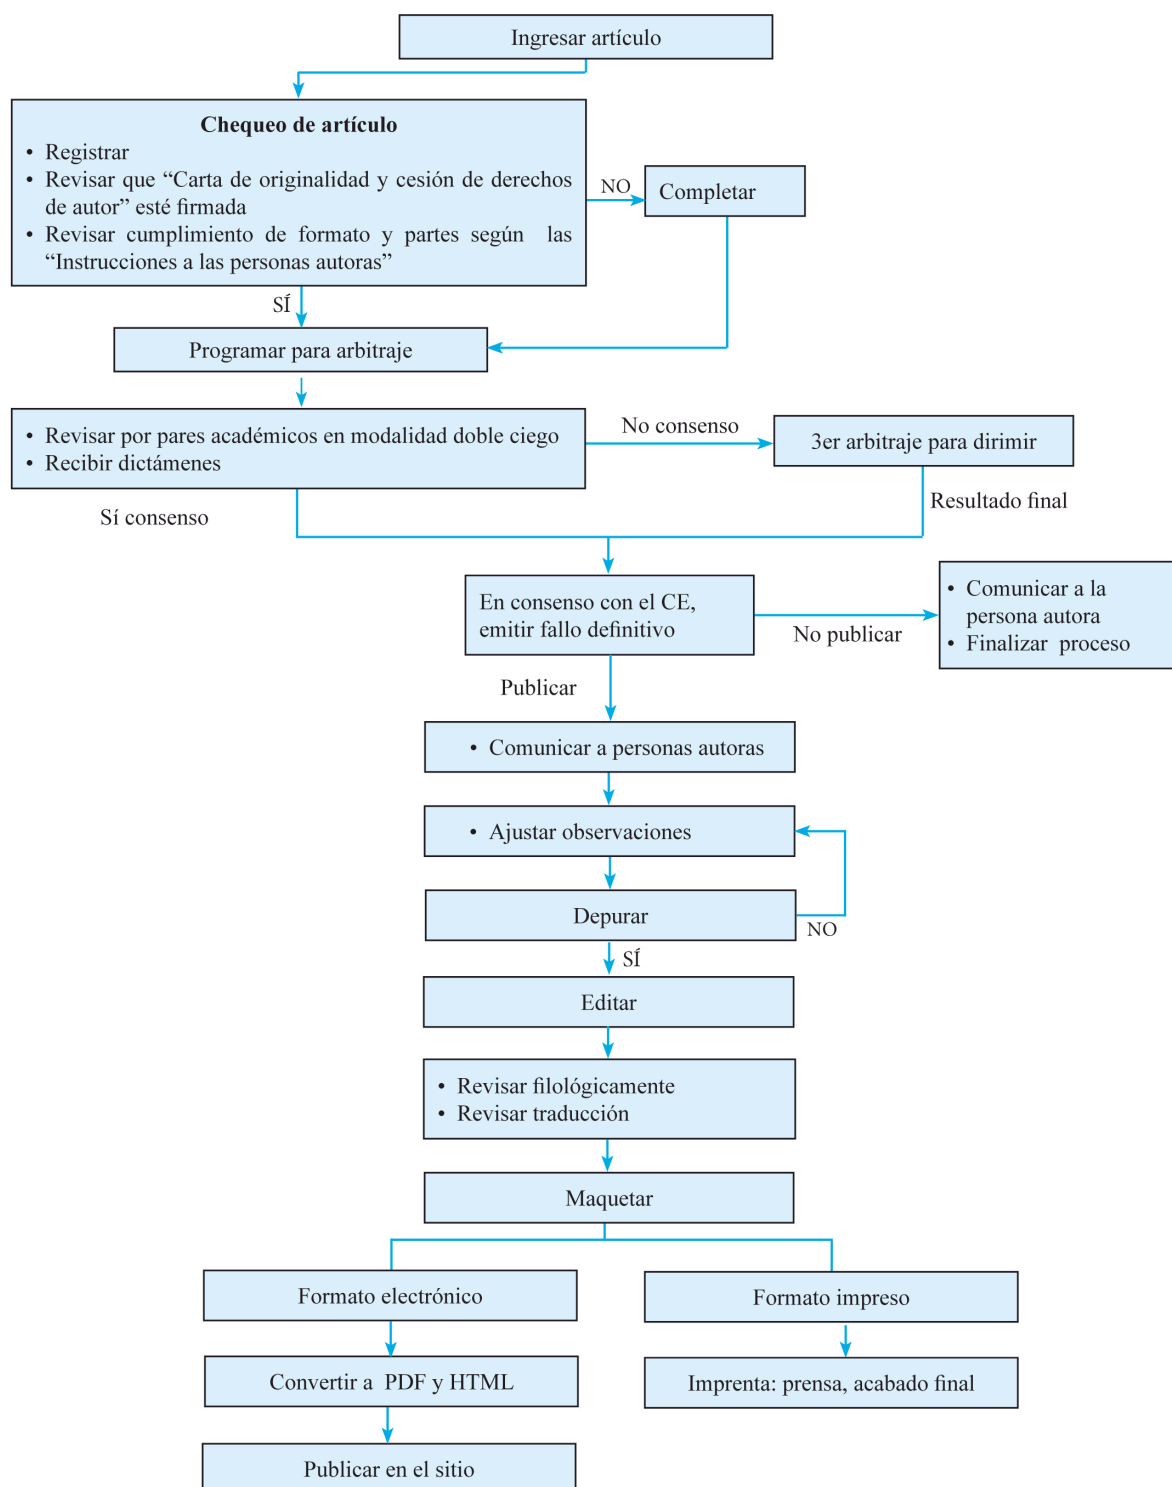 Ingresar artículo
Chequeo de artículo
• Registrar
• Revisar que “Carta de originalidad y cesión de derechos
de autor” esté firmada
• Revisar cumplimiento de formato y partes según las
“Instrucciones a las personas autoras”
NO
Completar
SÍ
Programar para arbitraje
• Revisar por pares académicos en modalidad doble ciego
• Recibir dictámenes
No consenso
3er arbitraje para dirimir
Sí consenso
Resultado final
En consenso con el CE,
emitir fallo definitivo
No publicar
• Comunicar a la
persona autora
• Finalizar proceso
Publicar
• Comunicar a personas autoras
• Ajustar observaciones
Depurar
NO
SÍ
Editar
• Revisar filológicamente
• Revisar traducción
Maquetar
Formato electrónico
Formato impreso
Convertir a PDF y HTML
Imprenta: prensa, acabado final
Publicar en el sitio